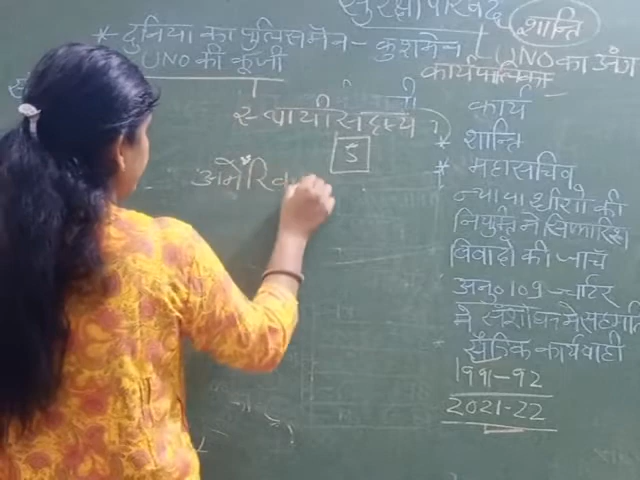 सुरक्षा परिषद
शान्ति
* दुनिया का पुलिसमेन - कुशमेन
UNO की कूंजी
UNO का अंग
कार्यपालिका
स्थायी सदस्य
5
अमेरिक
कार्य
* शान्ति
* महासचिव
न्यायाधीशों की
नियुक्ति में सिफारिश
विवादों की जांच
अनु० 109 - चार्टर
में संशोधन में सहमति
सैनिक कार्यवाही
1991-92
2021-22